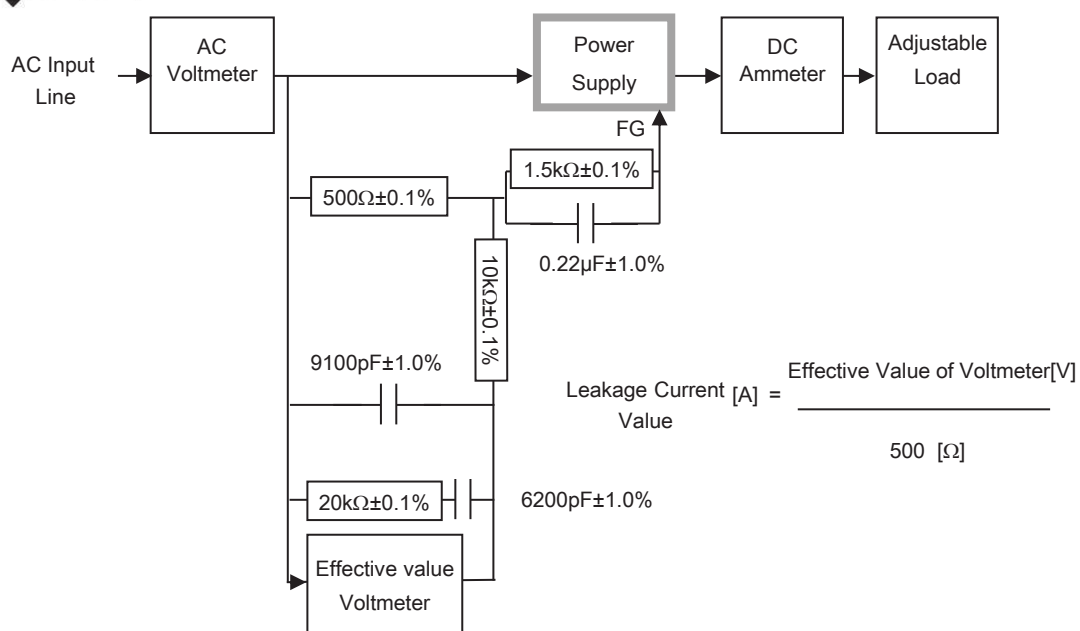 AC Input
Line
AC
Voltmeter
Power
Supply
DC
Ammeter
Adjustable
Load
FG
1.5kΩ±0.1%
500Ω±0.1%
0.22µF±1.0%
10kΩ±0.1%
9100pF±1.0%
Leakage Current [A] = Effective Value of Voltmeter[V]
Value
500 [Ω]
20kΩ±0.1%
6200pF±1.0%
Effective value
Voltmeter